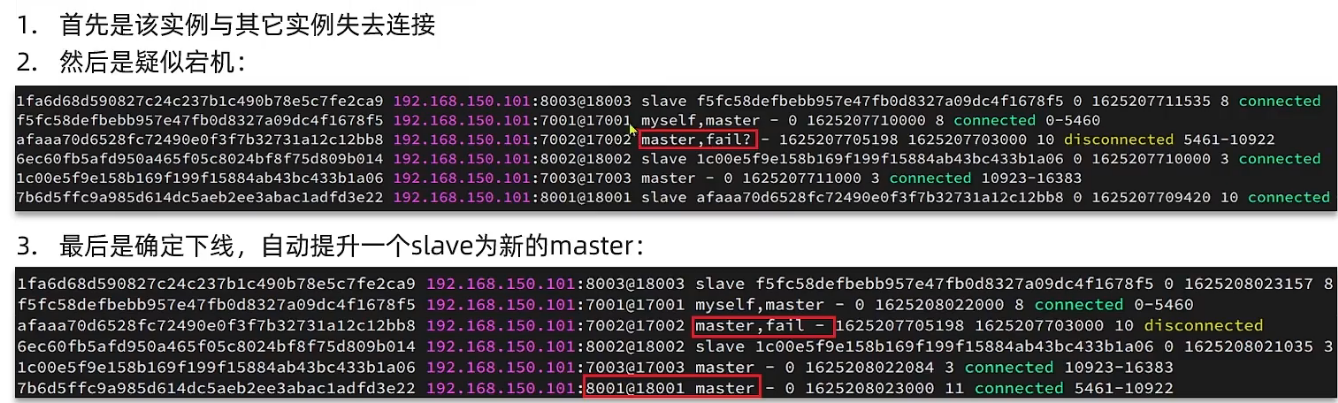 1. 首先是该实例与其它实例失去连接
2. 然后是疑似宕机：
1fa6d68d590827c24c237b1c490b78e5c7fe2ca9 192.168.150.101:8003@18003 slave f5fc58defbebb957e47fb0d8327a09dc4f1678f5 0 1625207711535 8 connected
f5fc58defbebb957e47fb0d8327a09dc4f1678f5 192.168.150.101:7001@17001 myself,master - 0 1625207710000 8 connected 0-5460
afaaa70d6528fc72490e0f3f7b32731a12c12bb8 192.168.150.101:7002@17002 master,fail? - 1625207705198 1625207703000 10 disconnected 5461-10922
6ec60fb5afd950a465f05c8024bf8f75d809b014 192.168.150.101:8002@18002 slave 1c00e5f9e158b169f199f15884ab43bc433b1a06 0 1625207710000 3 connected
1c00e5f9e158b169f199f15884ab43bc433b1a06 192.168.150.101:7003@17003 master - 0 1625207711000 3 connected 10923-16383
7b6d5ffc9a985d614dc5aeb2ee3abac1adfd3e22 192.168.150.101:8001@18001 slave afaaa70d6528fc72490e0f3f7b32731a12c12bb8 0 1625207709420 10 connected
3. 最后是确定下线，自动提升一个slave为新的master：
1fa6d68d590827c24c237b1c490b78e5c7fe2ca9 192.168.150.101:8003@18003 slave f5fc58defbebb957e47fb0d8327a09dc4f1678f5 0 1625208023157 8
f5fc58defbebb957e47fb0d8327a09dc4f1678f5 192.168.150.101:7001@17001 myself,master - 0 1625208022000 8 connected 0-5460
afaaa70d6528fc72490e0f3f7b32731a12c12bb8 192.168.150.101:7002@17002 master,fail - 1625207705198 1625207703000 10 disconnected
6ec60fb5afd950a465f05c8024bf8f75d809b014 192.168.150.101:8002@18002 slave 1c00e5f9e158b169f199f15884ab43bc433b1a06 0 1625208021035 3
1c00e5f9e158b169f199f15884ab43bc433b1a06 192.168.150.101:7003@17003 master - 0 1625208022084 3 connected 10923-16383
7b6d5ffc9a985d614dc5aeb2ee3abac1adfd3e22 192.168.150.101:8001@18001 master - 0 1625208023000 11 connected 5461-10922